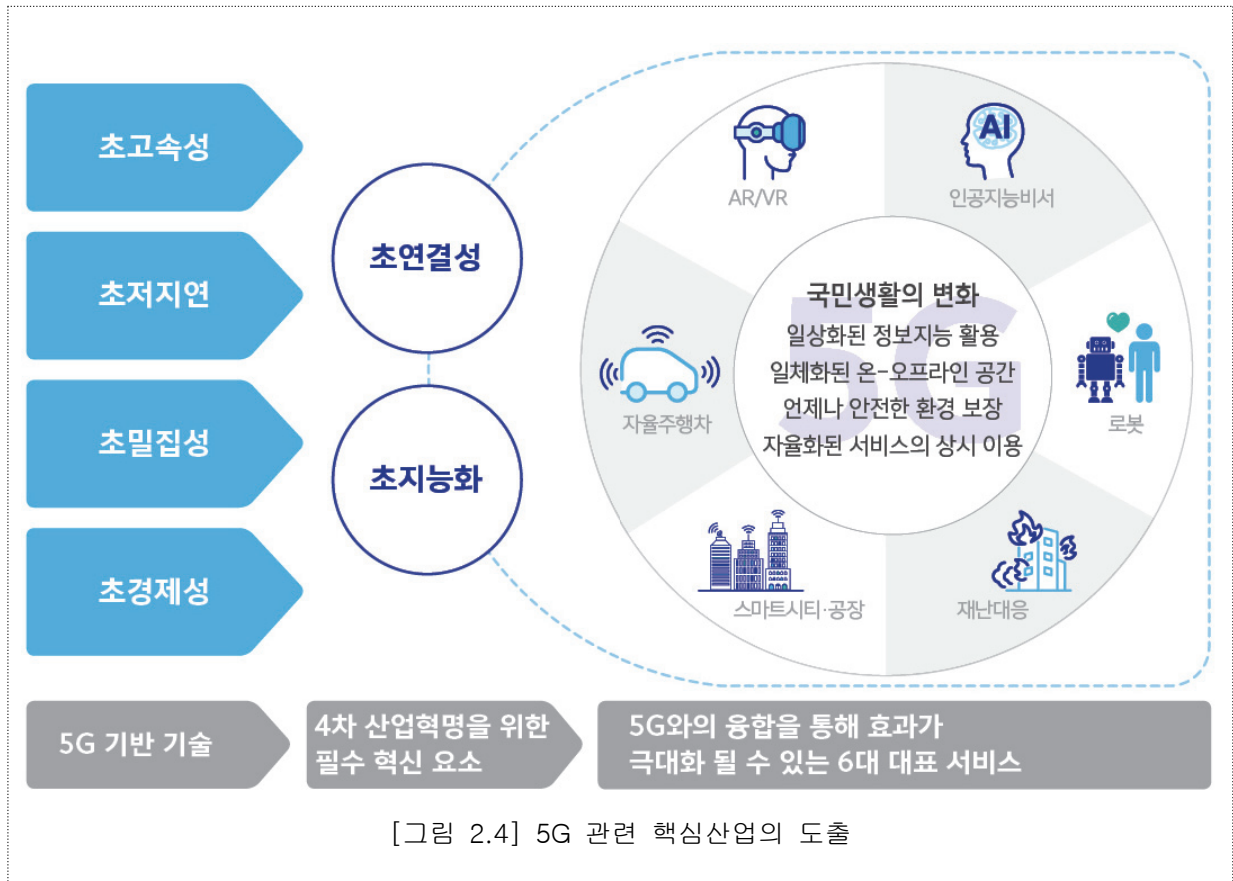 초고속성
초저지연
초밀집성
초경제성
초연결성
초지능화
AR/VR
AI
인공지능비서
자율주행차
로봇
스마트시티·공장
재난대응
5G
국민생활의 변화
일상화된 정보지능 활용
일체화된 온-오프라인 공간
언제나 안전한 환경 보장
자율화된 서비스의 상시 이용
5G 기반 기술
4차 산업혁명을 위한
필수 혁신 요소
5G와의 융합을 통해 효과가
극대화 될 수 있는 6대 대표 서비스
[그림 2.4] 5G 관련 핵심산업의 도출